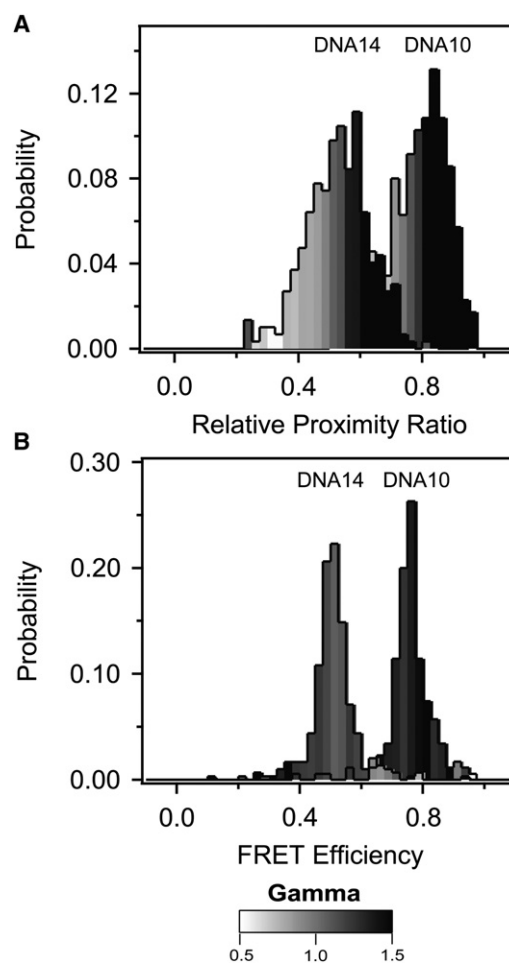 A
DNA14 DNA10
0.12
0.08
0.04
0.00
Probability
0.0 0.4 0.8
Relative Proximity Ratio
B
0.30
DNA14 DNA10
0.20
0.10
0.00
Probability
0.0 0.4 0.8
FRET Efficiency
Gamma
0.5 1.0 1.5